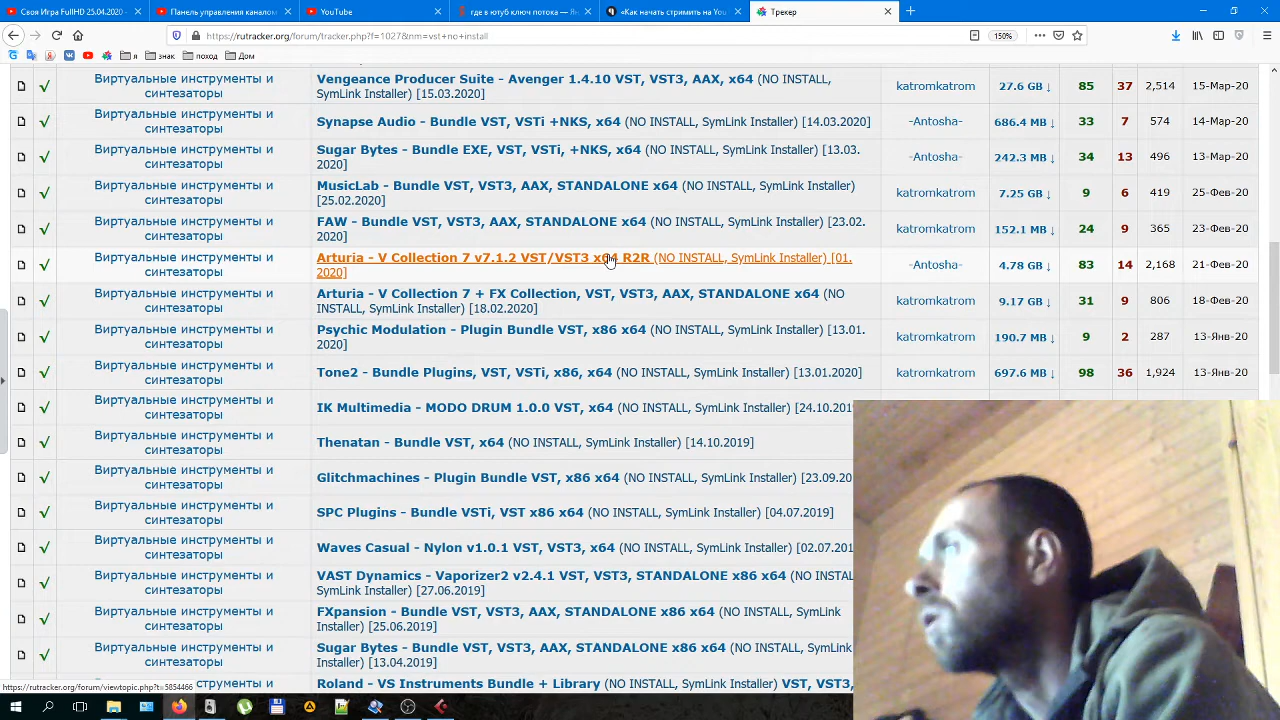 Своя Игра FullHD 25.04.2020 -
Панель управления каналом
YouTube
где в ютуб ключ потока — Ян
«Как начать стримить на You
Трекер
https://rutracker.org/forum/tracker.php?f=1027&nm=vst+no+install
150%
я
знак
поход
Дом
Виртуальные инструменты и синтезаторы
Vengeance Producer Suite - Avenger 1.4.10 VST, VST3, AAX, x64 (NO INSTALL,
SymLink Installer) [15.03.2020]
katromkatrom 27.6 GB ↓ 85 37 2,514 15-Мар-20
Виртуальные инструменты и синтезаторы
Synapse Audio - Bundle VST, VSTi +NKS, x64 (NO INSTALL, SymLink Installer) [14.03.2020]
-Antosha- 686.4 MB ↓ 33 7 574 14-Мар-20
Виртуальные инструменты и синтезаторы
Sugar Bytes - Bundle EXE, VST, VSTi, +NKS, x64 (NO INSTALL, SymLink Installer) [13.03.
2020]
-Antosha- 242.3 MB ↓ 34 13 496 13-Мар-20
Виртуальные инструменты и синтезаторы
MusicLab - Bundle VST, VST3, AAX, STANDALONE x64 (NO INSTALL, SymLink Installer)
[25.02.2020]
katromkatrom 7.25 GB ↓ 9 6 419 25-Фев-20
Виртуальные инструменты и синтезаторы
FAW - Bundle VST, VST3, AAX, STANDALONE x64 (NO INSTALL, SymLink Installer) [23.02.
2020]
katromkatrom 152.1 MB ↓ 24 9 365 23-Фев-20
Виртуальные инструменты и синтезаторы
Arturia - V Collection 7 v7.1.2 VST/VST3 x64 R2R (NO INSTALL, SymLink Installer) [01.
2020]
-Antosha- 4.78 GB ↓ 83 14 2,168 21-Фев-20
Виртуальные инструменты и синтезаторы
Arturia - V Collection 7 + FX Collection, VST, VST3, AAX, STANDALONE x64 (NO
INSTALL, SymLink Installer) [18.02.2020]
katromkatrom 9.17 GB ↓ 31 9 806 18-Фев-20
Виртуальные инструменты и синтезаторы
Psychic Modulation - Plugin Bundle VST, x86 x64 (NO INSTALL, SymLink Installer) [13.01.
2020]
katromkatrom 190.7 MB ↓ 9 2 287 13-Янв-20
Виртуальные инструменты и синтезаторы
Tone2 - Bundle Plugins, VST, VSTi, x86, x64 (NO INSTALL, SymLink Installer) [13.01.2020]
katromkatrom 697.6 MB ↓ 98 36 1,924 13-Янв-20
Виртуальные инструменты и синтезаторы
IK Multimedia - MODO DRUM 1.0.0 VST, x64 (NO INSTALL, SymLink Installer) [24.10.201
Виртуальные инструменты и синтезаторы
Thenatan - Bundle VST, x64 (NO INSTALL, SymLink Installer) [14.10.2019]
Виртуальные инструменты и синтезаторы
Glitchmachines - Plugin Bundle VST, x86 x64 (NO INSTALL, SymLink Installer) [23.09.20
Виртуальные инструменты и синтезаторы
SPC Plugins - Bundle VSTi, VST x86 x64 (NO INSTALL, SymLink Installer) [04.07.2019]
Виртуальные инструменты и синтезаторы
Waves Casual - Nylon v1.0.1 VST, VST3, x64 (NO INSTALL, SymLink Installer) [02.07.201
Виртуальные инструменты и синтезаторы
VAST Dynamics - Vaporizer2 v2.4.1 VST, VST3, STANDALONE x86 x64 (NO INSTALL,
SymLink Installer) [27.06.2019]
Виртуальные инструменты и синтезаторы
FXpansion - Bundle VST, VST3, AAX, STANDALONE x86 x64 (NO INSTALL, SymLink
Installer) [25.06.2019]
Виртуальные инструменты и синтезаторы
Sugar Bytes - Bundle VST, VST3, AAX, STANDALONE x86 x64 (NO INSTALL,
SymLink Installer) [13.04.2019]
Виртуальные инструменты и
Roland - VS Instruments Bundle + Library (NO INSTALL, SymLink Installer) VST, VST3,
https://rutracker.org/forum/viewtopic.php?t=5854466